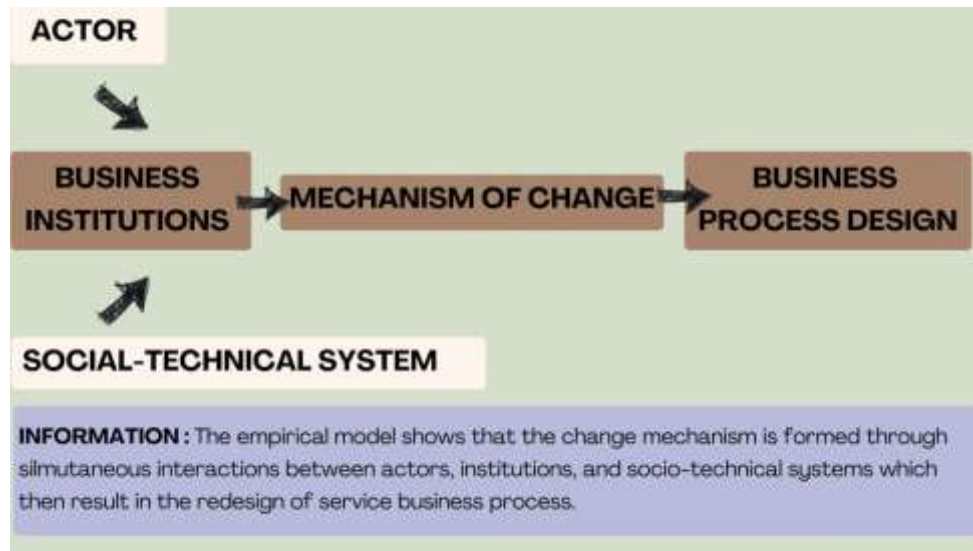 ACTOR
BUSINESS
INSTITUTIONS
MECHANISM OF CHANGE
BUSINESS
PROCESS DESIGN
SOCIAL-TECHNICAL SYSTEM
INFORMATION : The empirical model shows that the change mechanism is formed through
silmutaneous interactions between actors, institutions, and socio-technical systems which
then result in the redesign of service business process.